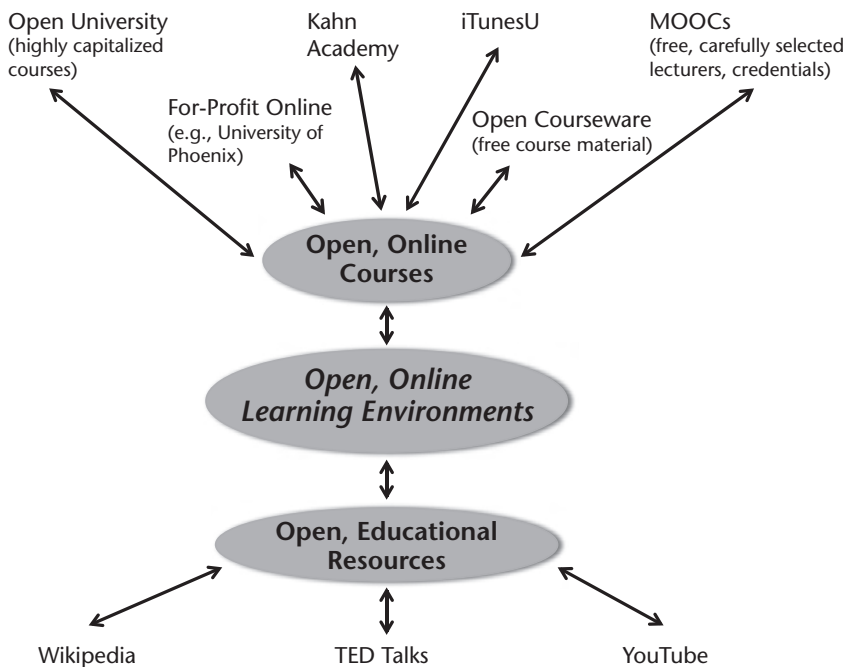 Open University
(highly capitalized
courses)
Kahn
Academy
iTunesU
MOOCs
(free, carefully selected
lecturers, credentials)
For-Profit Online
(e.g., University of
Phoenix)
Open Courseware
(free course material)
Open, Online
Courses
Open, Online
Learning Environments
Open, Educational
Resources
Wikipedia
TED Talks
YouTube